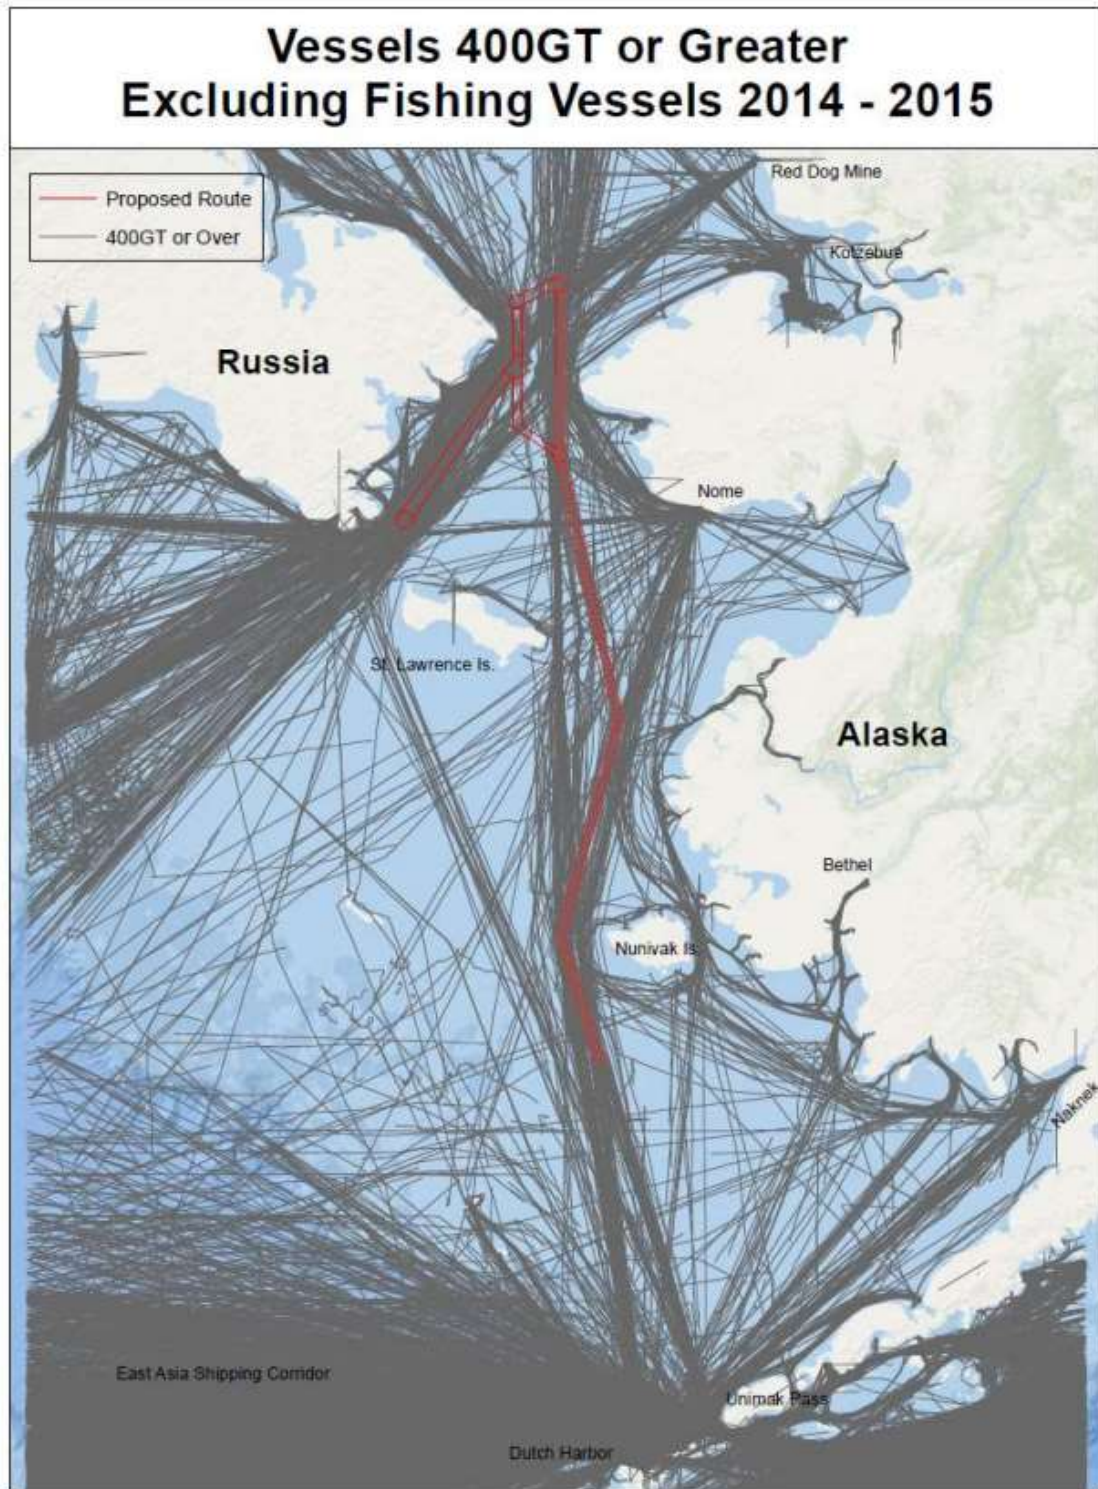 Vessels 400GT or Greater
Excluding Fishing Vessels 2014 - 2015
Proposed Route
400GT or Over
Red Dog Mine
Kotzebue
Russia
Nome
St. Lawrence Is.
Alaska
Bethel
Nunivak Is.
Naknek
East Asia Shipping Corridor
Unimak Pass
Dutch Harbor